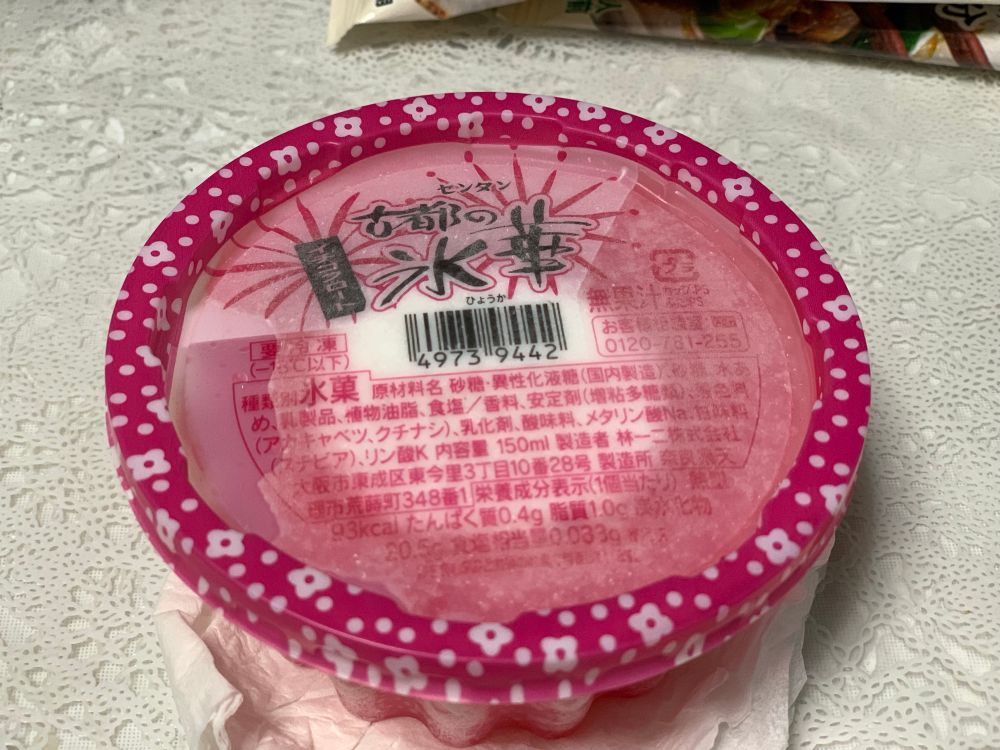 センタン
古都の
氷華
ひょうか
4973 9442
無果汁
カップ:PS
お客様相談室
0120-781-255
要冷凍
(-18℃以下)
種類別 氷菓 原材料名 砂糖・異性化液糖(国内製造)、砂糖、水あ
め、乳製品、植物油脂、食塩/香料、安定剤(増粘多糖類)、着色料
(アカキャベツ、クチナシ)、乳化剤、酸味料、メタリン酸Na、甘味料
(ステビア)、リン酸K 内容量 150ml 製造者 林一二株式会社
大阪市東成区東今里3丁目10番28号 製造所 奈良県天
理市荒蒔町348番1 栄養成分表示(1個当たり)
93kcal たんぱく質0.4g 脂質1.0g 炭水化物
20.5g 食塩相当量0.033g